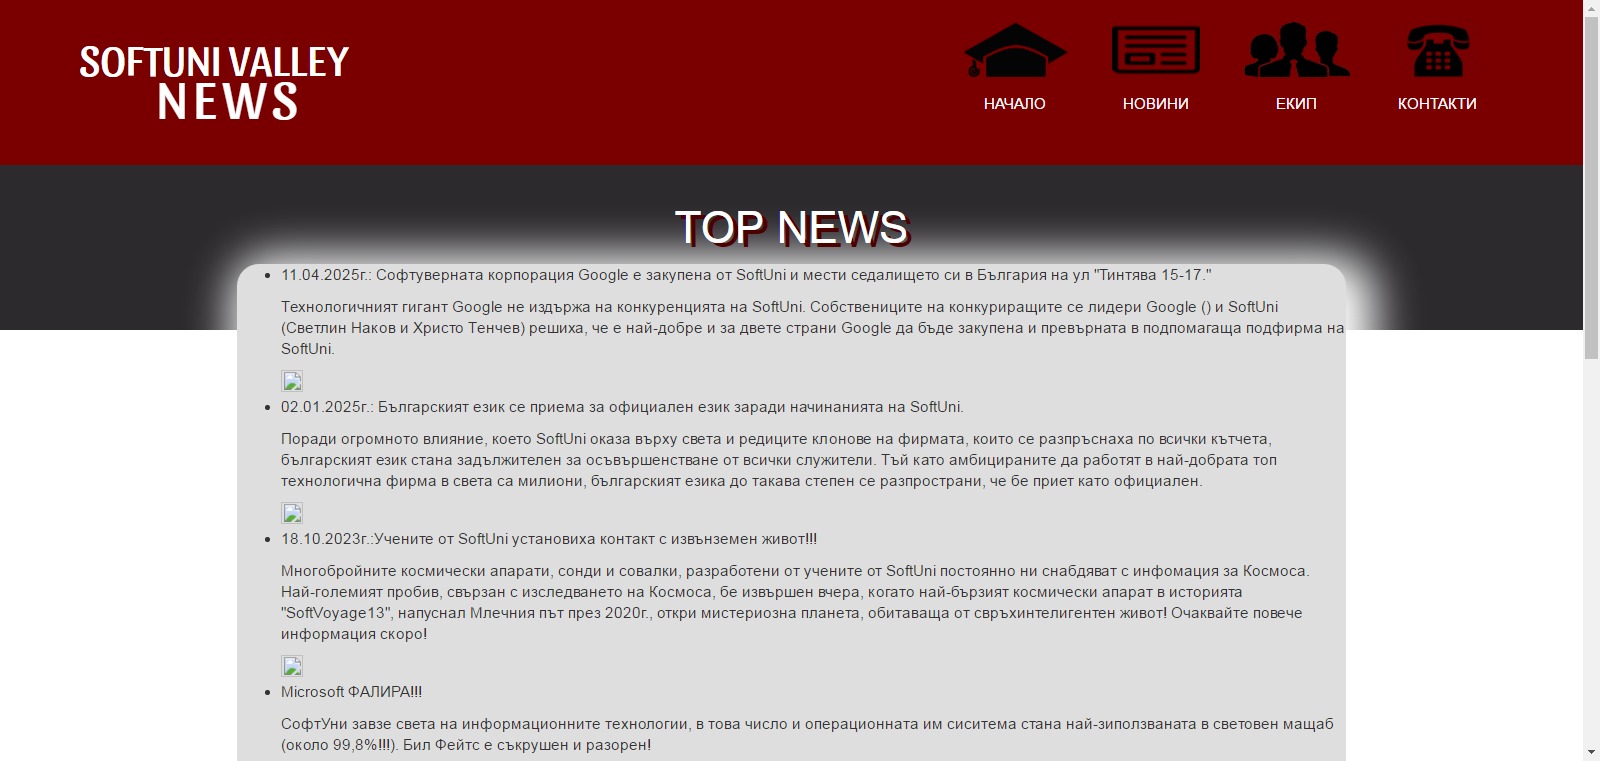 SOFTUNI VALLEY
NEWS
НАЧАЛО
НОВИНИ
ЕКИП
КОНТАКТИ
TOP NEWS
11.04.2025г.: Софтуверната корпорация Google е закупена от SoftUni и мести седалището си в България на ул "Тинтява 15-17."
Технологичният гигант Google не издържа на конкуренцията на SoftUni. Собствениците на конкуриращите се лидери Google () и SoftUni
(Светлин Наков и Христо Тенчев) решиха, че е най-добре и за двете страни Google да бъде закупена и превърната в подпомагаща подфирма на
SoftUni.
02.01.2025г.: Българският език се приема за официален език заради начинанията на SoftUni.
Поради огромното влияние, което SoftUni оказа върху света и редиците клонове на фирмата, които се разпръснаха по всички кътчета,
българският език стана задължителен за осъвършенстване от всички служители. Тъй като амбицираните да работят в най-добрата топ
технологична фирма в света са милиони, българският езика до такава степен се разпространи, че бе приет като официален.
18.10.2023г.:Учените от SoftUni установиха контакт с извънземен живот!!!
Многобройните космически апарати, сонди и совалки, разработени от учените от SoftUni постоянно ни снабдяват с инфомация за Космоса.
Най-големият пробив, свързан с изследването на Космоса, бе извършен вчера, когато най-бързият космически апарат в историята
"SoftVoyage13", напуснал Млечния път през 2020г., откри мистериозна планета, обитаваща от свръхинтелигентен живот! Очаквайте повече
информация скоро!
Microsoft ФАЛИРА!!!
СофтУни завзе света на информационните технологии, в това число и операционната им сиситема стана най-зиползваната в световен мащаб
(около 99,8%!!!). Бил Фейтс е съкрушен и разорен!